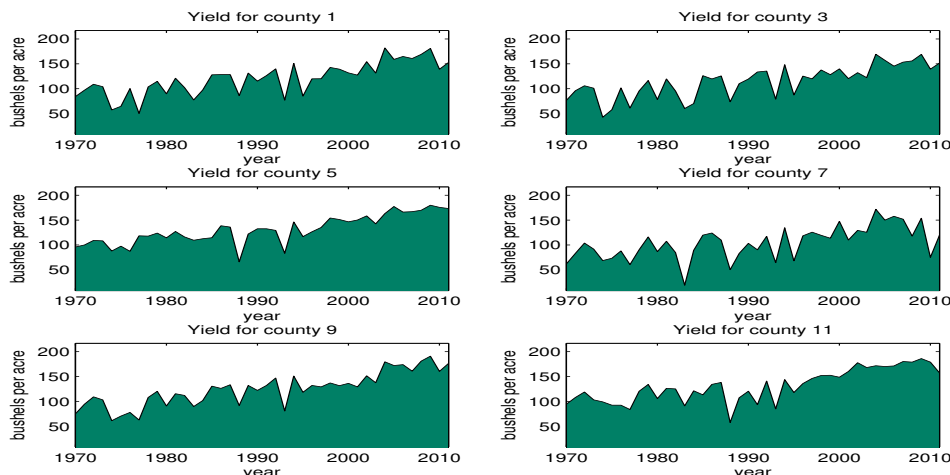 Yield for county 1
bushels per acre
200
150
100
50
1970 1980 1990 2000 2010
year
Yield for county 3
bushels per acre
200
150
100
50
1970 1980 1990 2000 2010
year
Yield for county 5
bushels per acre
200
150
100
50
1970 1980 1990 2000 2010
year
Yield for county 7
bushels per acre
200
150
100
50
1970 1980 1990 2000 2010
year
Yield for county 9
bushels per acre
200
150
100
50
1970 1980 1990 2000 2010
year
Yield for county 11
bushels per acre
200
150
100
50
1970 1980 1990 2000 2010
year